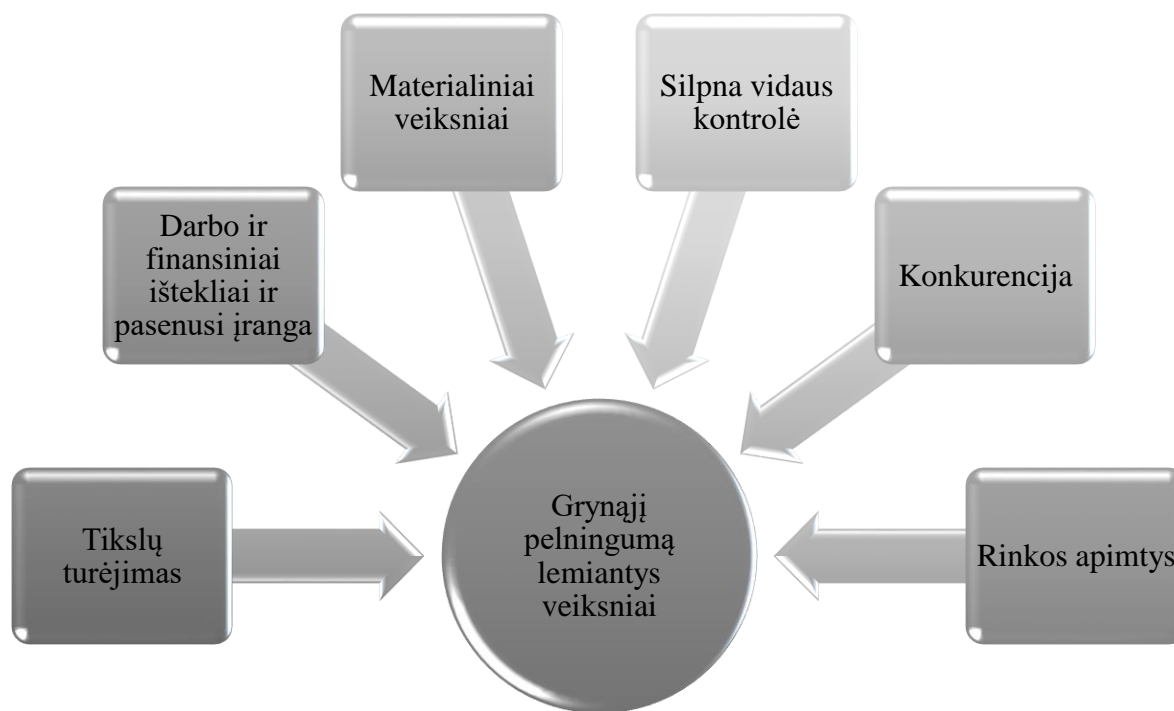 Materialiniai
veiksniai
Silpna vidaus
kontrolė
Darbo ir
finansiniai
ištekliai ir
pasenusi įranga
Konkurencija
Tikslų
turėjimas
Grynąjį
pelningumą
lemiantys
veiksniai
Rinkos apimtys